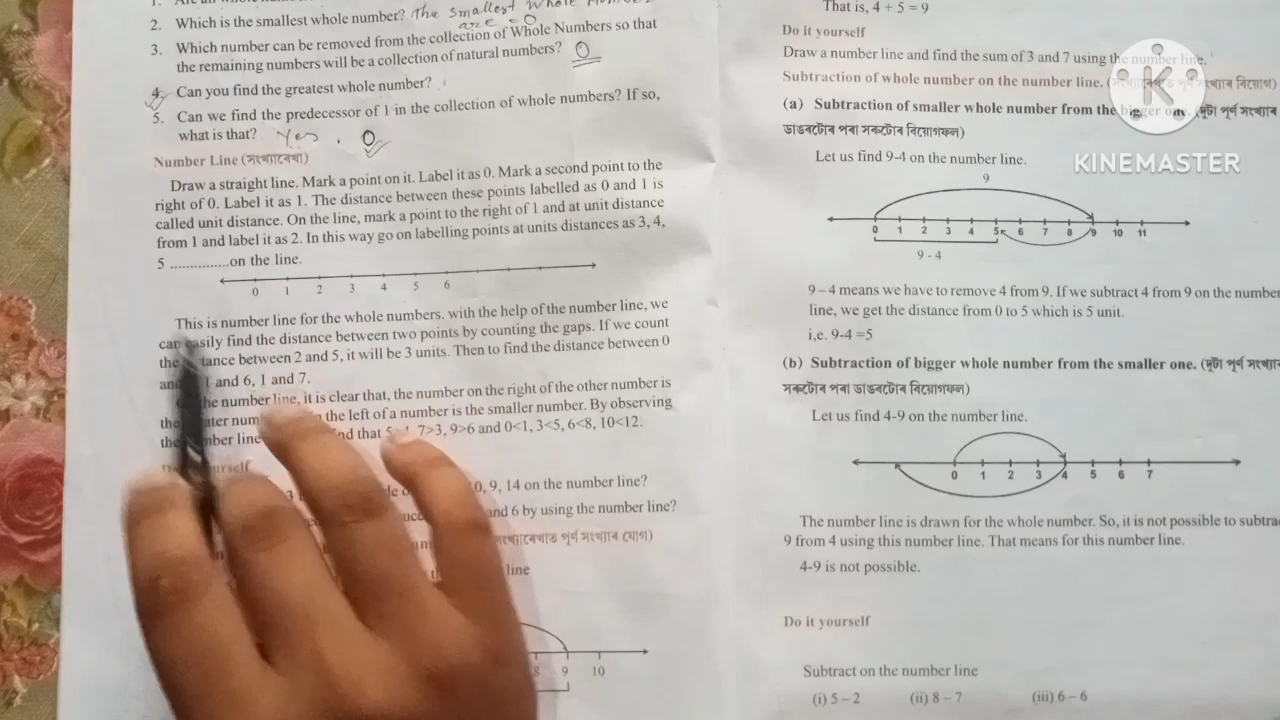 2. Which is the smallest whole number? The smallest whole
are = 0
3. Which number can be removed from the collection of Whole Numbers so that
the remaining numbers will be a collection of natural numbers? 0
4. Can you find the greatest whole number?
5. Can we find the predecessor of 1 in the collection of whole numbers? If so,
what is that? Yes. 0
Number Line (সংখ্যাৰেখা)
Draw a straight line. Mark a point on it. Label it as 0. Mark a second point to the
right of 0. Label it as 1. The distance between these points labelled as 0 and 1 is
called unit distance. On the line, mark a point to the right of 1 and at unit distance
from 1 and label it as 2. In this way go on labelling points at units distances as 3, 4,
5 ...............on the line.
0 1 2 3 4 5 6
This is number line for the whole numbers. with the help of the number line, we
can easily find the distance between two points by counting the gaps. If we count
the tance between 2 and 5, it will be 3 units. Then to find the distance between 0
1 and 6, 1 and 7.
he number line, it is clear that, the number on the right of the other number is
the the left of a number is the smaller number. By observing
the line that 7>3, 9>6 and 0<1, 3<5, 6<8, 10<12.
0, 9, 14 on the number line?
and 6 by using the number line?
সংখ্যাৰেখাত পূৰ্ণ সংখ্যাৰ যোগ)
line
8 9 10
That is, 4 + 5 = 9
Do it yourself
Draw a number line and find the sum of 3 and 7 using the number line.
Subtraction of whole number on the number line. (সংখ্যাৰেখাত পূৰ্ণ সংখ্যাৰ বিয়োগ)
(a) Subtraction of smaller whole number from the bigger one. (দুটা পূৰ্ণ সংখ্যাৰ
ডাঙৰটোৰ পৰা সৰুটোৰ বিয়োগফল)
Let us find 9-4 on the number line.
9
0 1 2 3 4 5 6 7 8 9 10 11
9 - 4
9 – 4 means we have to remove 4 from 9. If we subtract 4 from 9 on the number
line, we get the distance from 0 to 5 which is 5 unit.
i,e. 9-4 =5
(b) Subtraction of bigger whole number from the smaller one. (দুটা পূৰ্ণ সংখ্যাৰ
সৰুটোৰ পৰা ডাঙৰটোৰ বিয়োগফল)
Let us find 4-9 on the number line.
0 1 2 3 4 5 6 7
The number line is drawn for the whole number. So, it is not possible to subtra
9 from 4 using this number line. That means for this number line.
4-9 is not possible.
Do it yourself
Subtract on the number line
(i) 5 – 2 (ii) 8 – 7 (iii) 6 – 6
K
KINEMASTER